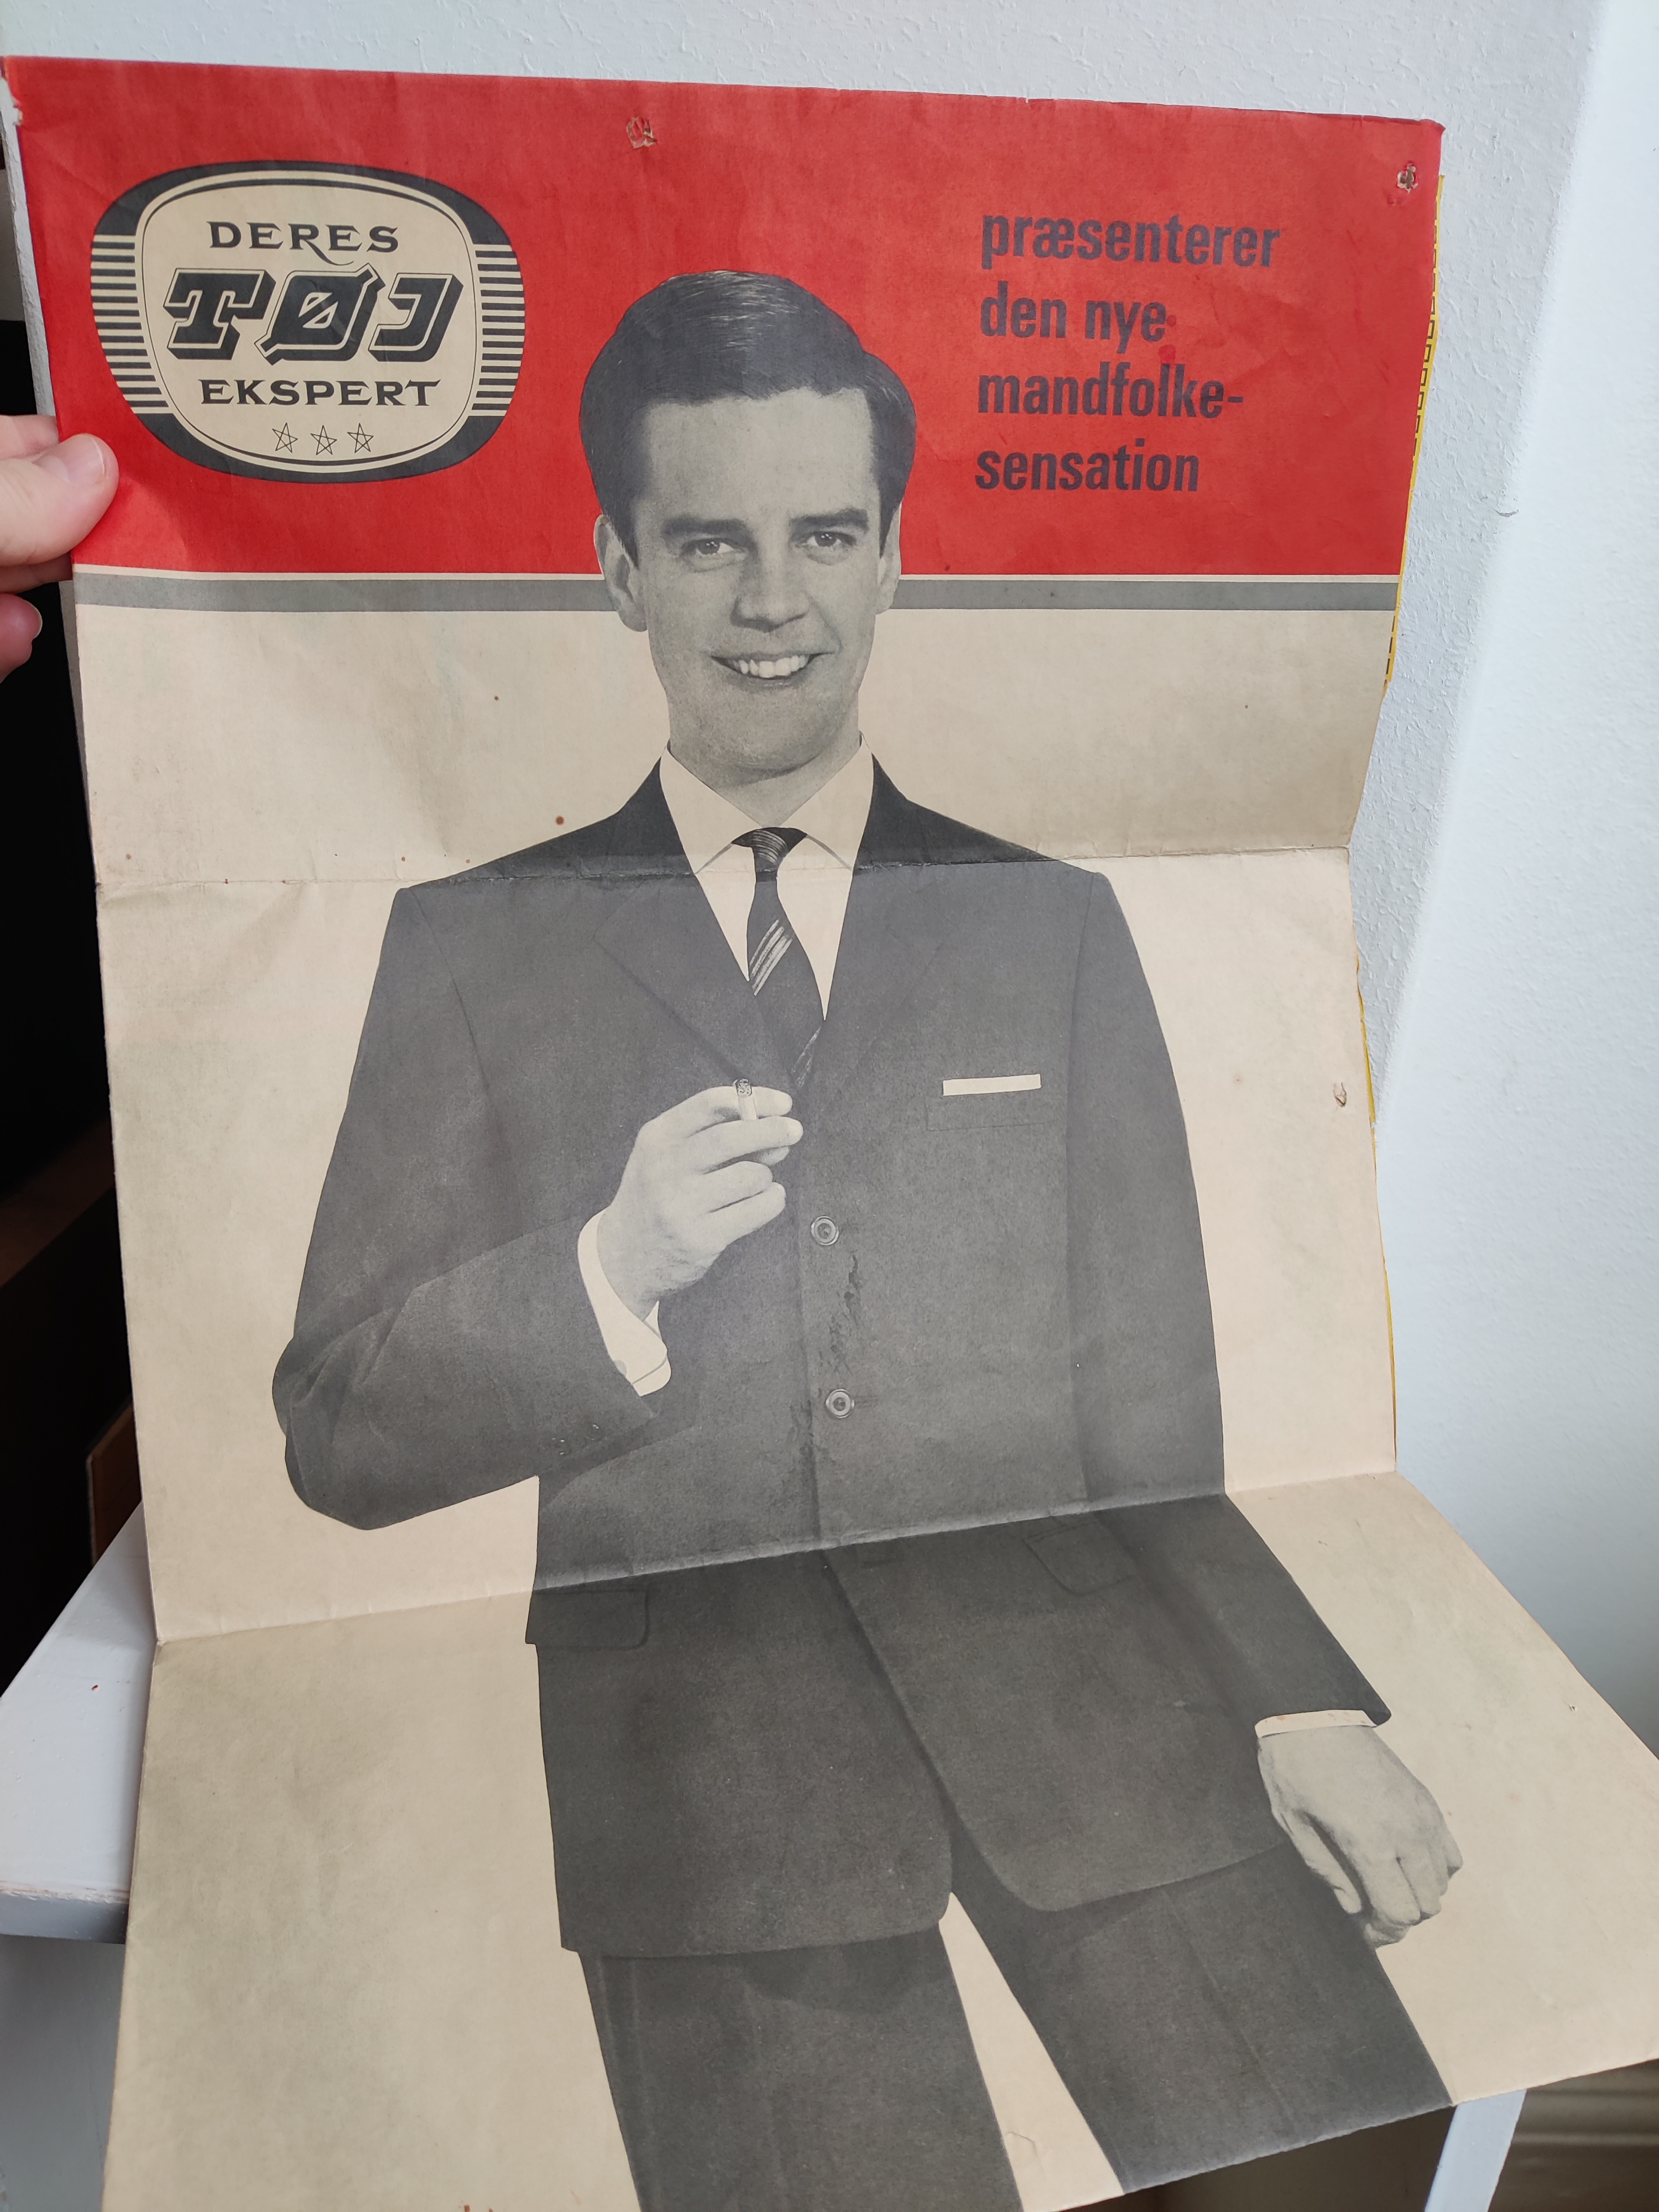 DERES
TØJ
EKSPERT
præsenterer
den nye
mandfolke-
sensation